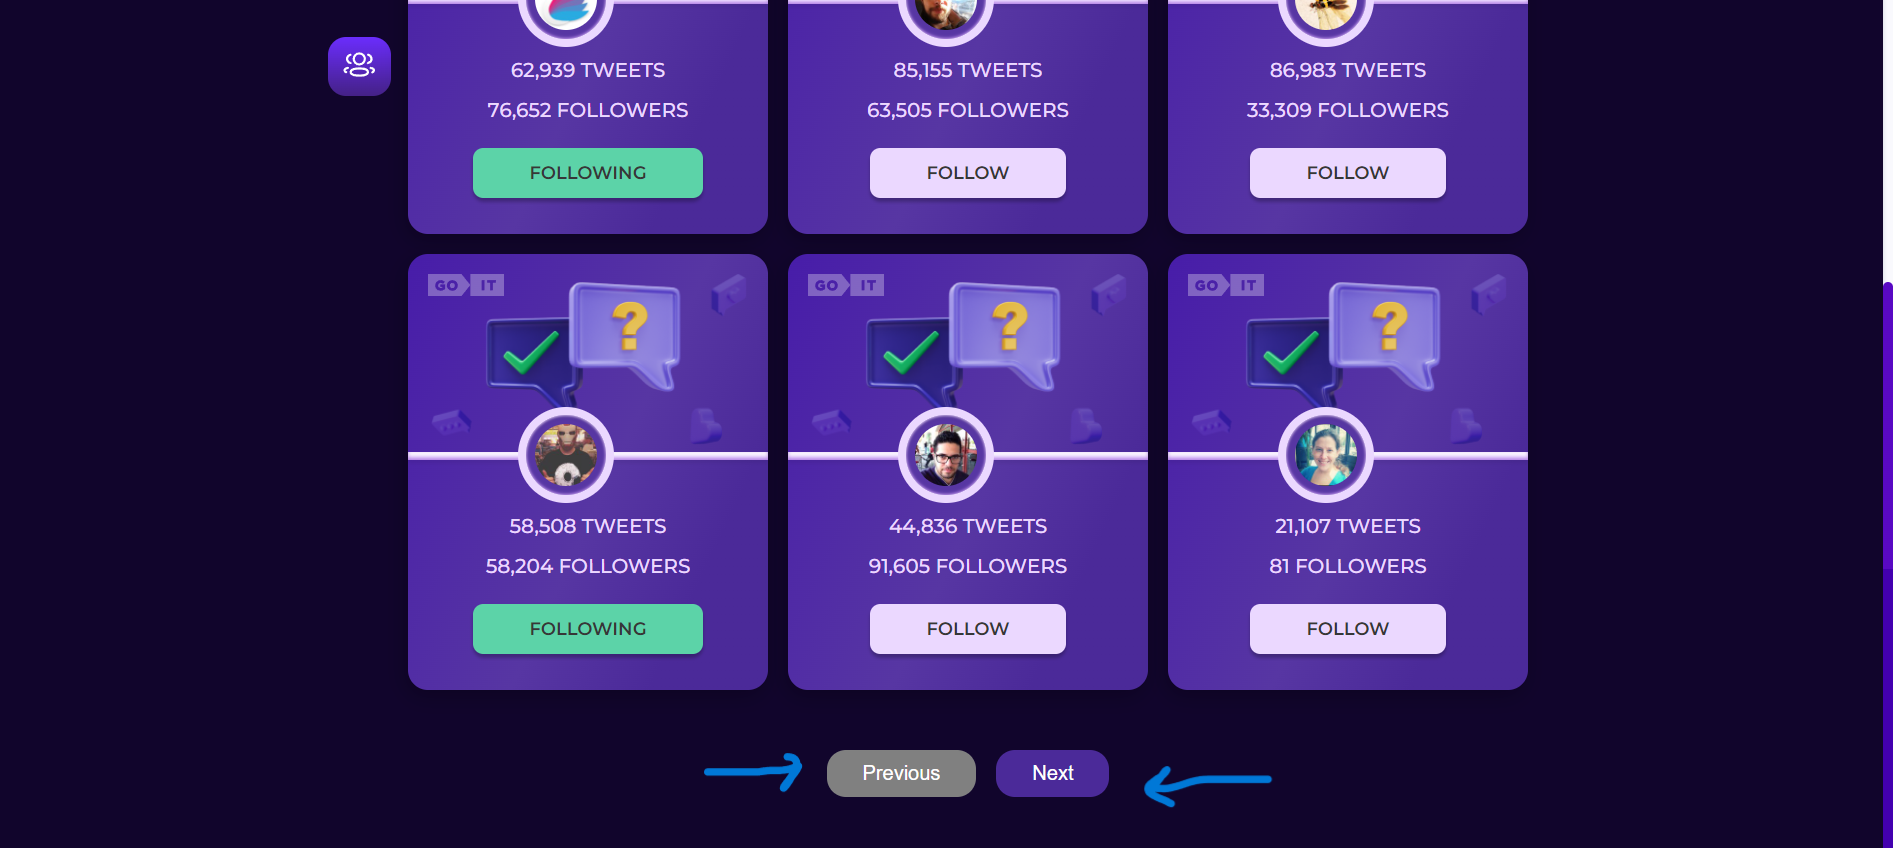 62,939 TWEETS
85,155 TWEETS
86,983 TWEETS
76,652 FOLLOWERS
63,505 FOLLOWERS
33,309 FOLLOWERS
FOLLOWING
FOLLOW
FOLLOW
GO IT
GO IT
GO IT
?
?
?
58,508 TWEETS
44,836 TWEETS
21,107 TWEETS
58,204 FOLLOWERS
91,605 FOLLOWERS
81 FOLLOWERS
FOLLOWING
FOLLOW
FOLLOW
Previous
Next